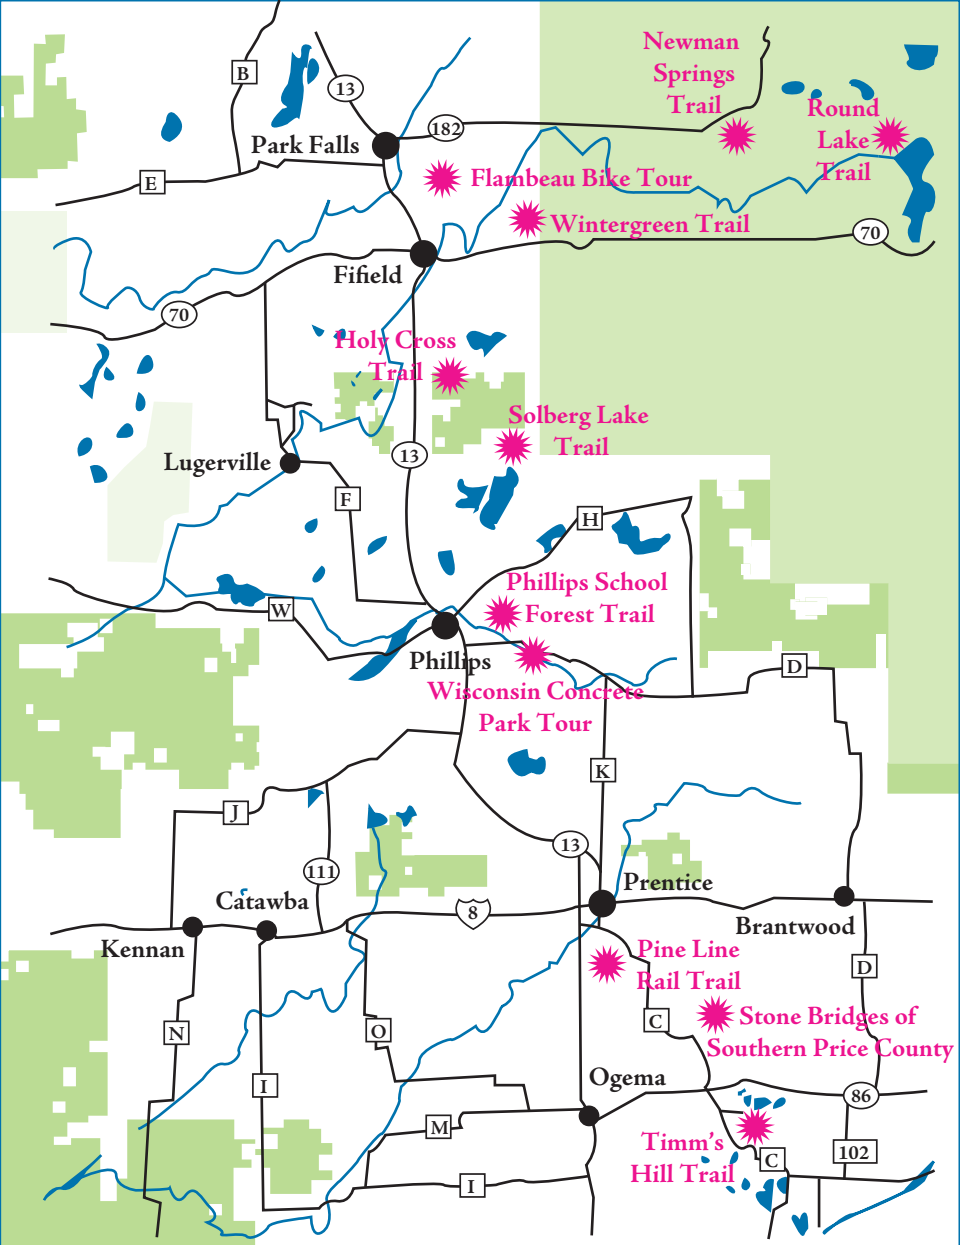 Newman
Springs
Trail
B
13
Round
Lake
Trail
182
Park Falls
E
Flambeau Bike Tour
Wintergreen Trail
70
Fifield
70
Holy Cross
Trail
Solberg Lake
Trail
13
Lugerville
F
H
Phillips School
Forest Trail
W
Phillips
D
Wisconsin Concrete
Park Tour
K
J
13
111
Prentice
Catawba
8
Brantwood
Kennan
Pine Line
Rail Trail
D
Stone Bridges of
Southern Price County
C
N
O
Ogema
I
86
M
Timm's
Hill Trail
102
C
I